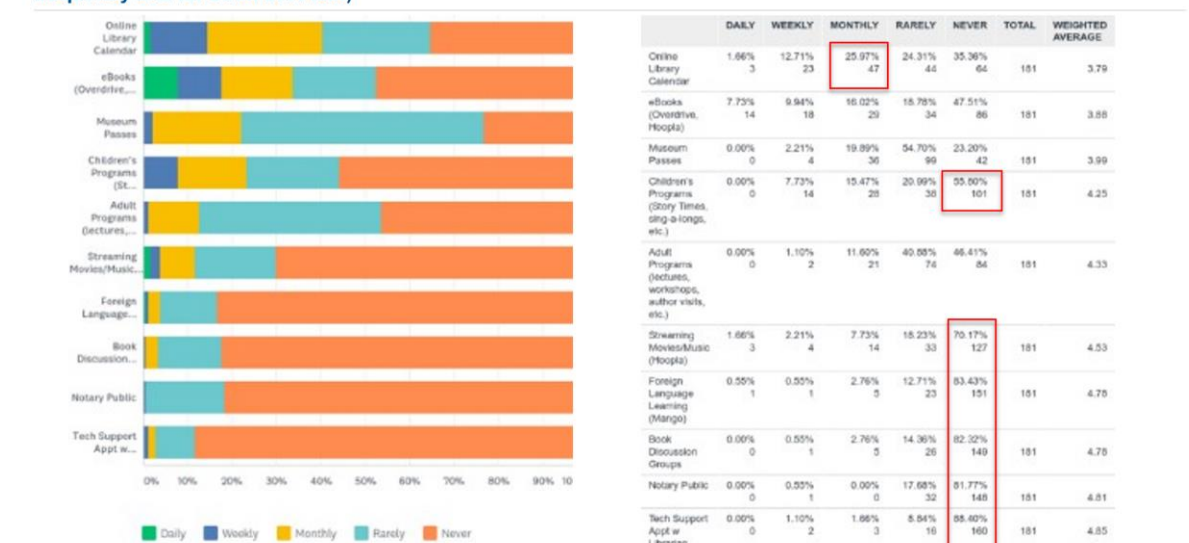 Online
Library
Calendar
eBooks
(Overdrive,...
Museum
Passes
Children's
Programs
(St...
Adult
Programs
(lectures,...
Streaming
Movies/Music...
Foreign
Language...
Book
Discussion...
Notary Public
Tech Support
Appt w...
0% 10% 20% 30% 40% 50% 60% 70% 80% 90% 10
Daily Weekly Monthly Rarely Never
DAILY WEEKLY MONTHLY RARELY NEVER TOTAL WEIGHTED
AVERAGE
Online 1.66% 12.71% 25.97% 24.31% 35.36%
Library 3 23 47 44 64 181 3.79
Calendar
eBooks 7.73% 9.94% 16.02% 18.78% 47.51%
(Overdrive, 14 18 29 34 86 181 3.88
Hoopla)
Museum 0.00% 2.21% 19.89% 54.70% 23.20%
Passes 0 4 36 99 42 181 3.99
Children's 0.00% 7.73% 15.47% 20.99% 55.80%
Programs 0 14 28 38 101 181 4.25
(Story Times,
sing-a-longs,
etc.)
Adult 0.00% 1.10% 11.60% 40.88% 46.41%
Programs 0 2 21 74 84 181 4.33
(lectures,
workshops,
author visits,
etc.)
Streaming 1.66% 2.21% 7.73% 18.23% 70.17%
Movies/Music 3 4 14 33 127 181 4.53
(Hoopla)
Foreign 0.55% 0.55% 2.76% 12.71% 83.43%
Language 1 1 5 23 151 181 4.78
Learning
(Mango)
Book 0.00% 0.55% 2.76% 14.36% 82.32%
Discussion 0 1 5 26 149 181 4.78
Groups
Notary Public 0.00% 0.55% 0.00% 17.68% 81.77%
0 1 0 32 148 181 4.81
Tech Support 0.00% 1.10% 1.66% 8.84% 88.40%
Appt w 0 2 3 16 160 181 4.85